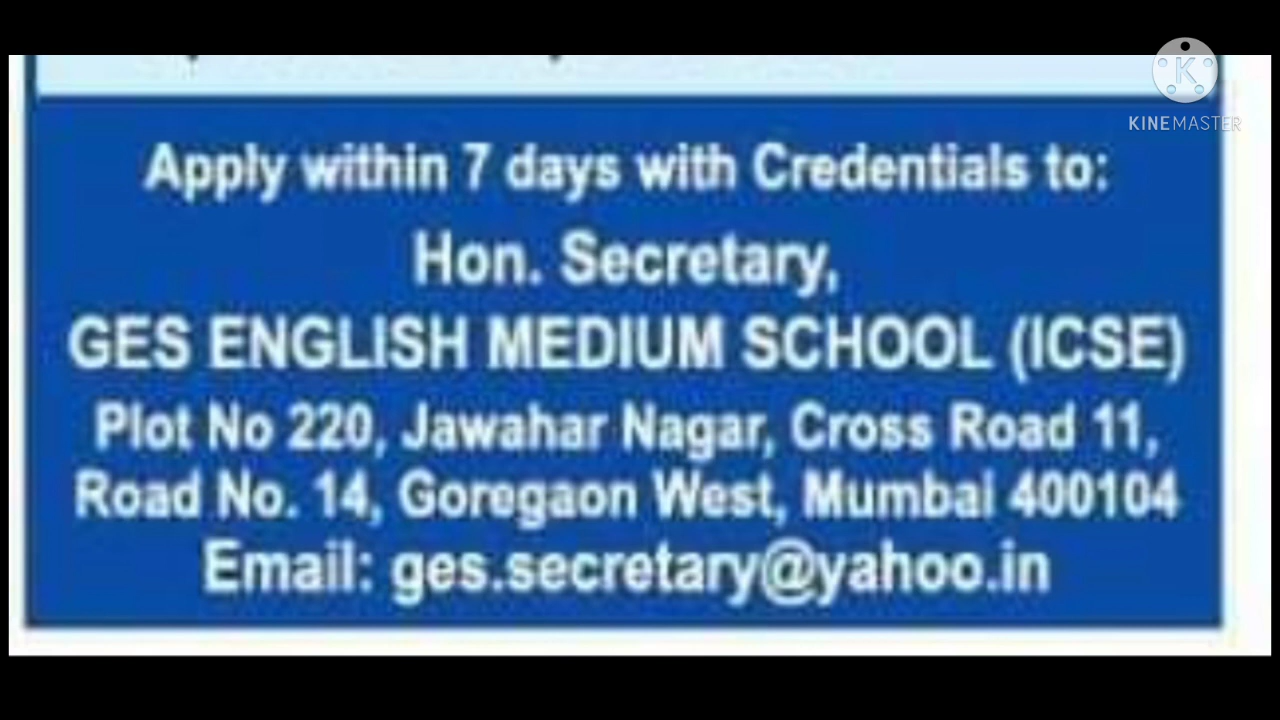 KINEMASTER
Apply within 7 days with Credentials to:
Hon. Secretary,
GES ENGLISH MEDIUM SCHOOL (ICSE)
Plot No 220, Jawahar Nagar, Cross Road 11,
Road No. 14, Goregaon West, Mumbai 400104
Email: ges.secretary@yahoo.in